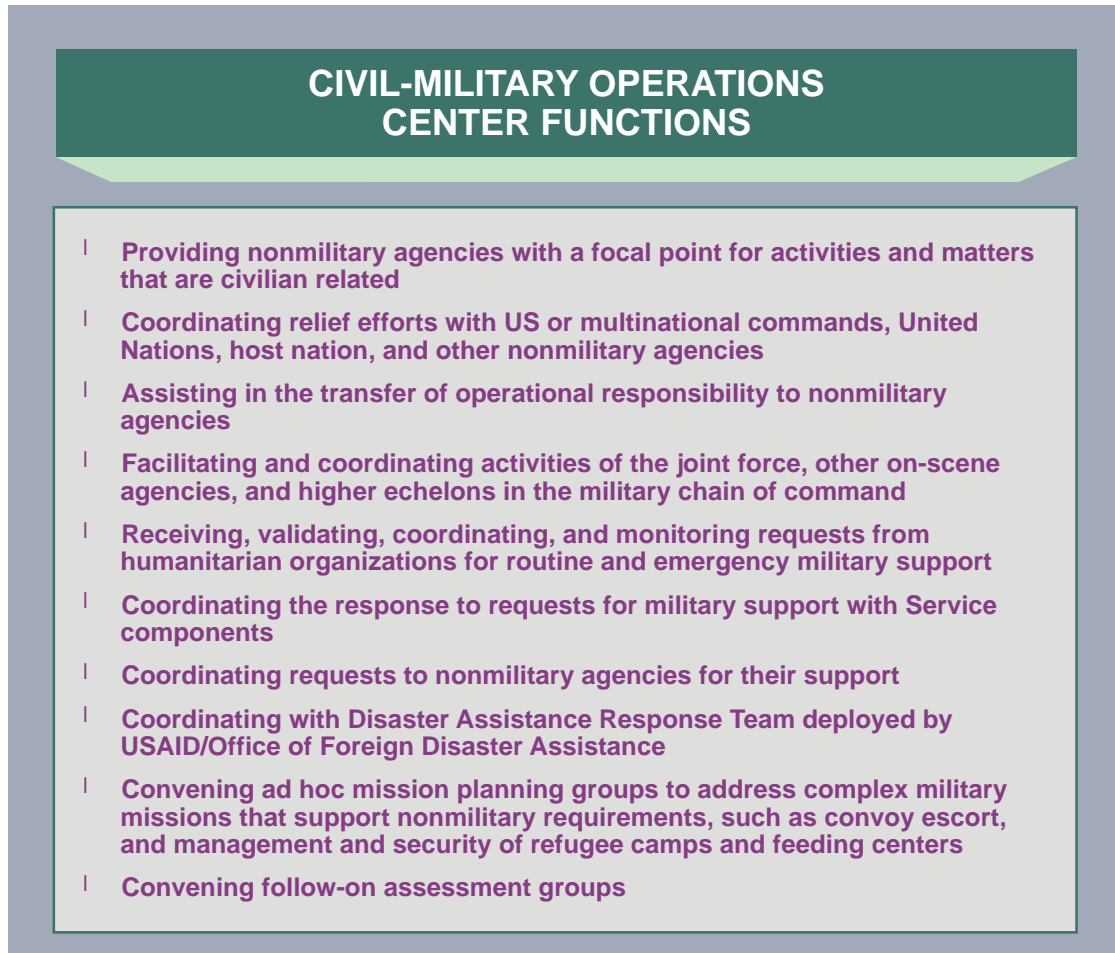 CIVIL-MILITARY OPERATIONS
CENTER FUNCTIONS
l Providing nonmilitary agencies with a focal point for activities and matters
that are civilian related
l Coordinating relief efforts with US or multinational commands, United
Nations, host nation, and other nonmilitary agencies
l Assisting in the transfer of operational responsibility to nonmilitary
agencies
l Facilitating and coordinating activities of the joint force, other on-scene
agencies, and higher echelons in the military chain of command
l Receiving, validating, coordinating, and monitoring requests from
humanitarian organizations for routine and emergency military support
l Coordinating the response to requests for military support with Service
components
l Coordinating requests to nonmilitary agencies for their support
l Coordinating with Disaster Assistance Response Team deployed by
USAID/Office of Foreign Disaster Assistance
l Convening ad hoc mission planning groups to address complex military
missions that support nonmilitary requirements, such as convoy escort,
and management and security of refugee camps and feeding centers
l Convening follow-on assessment groups